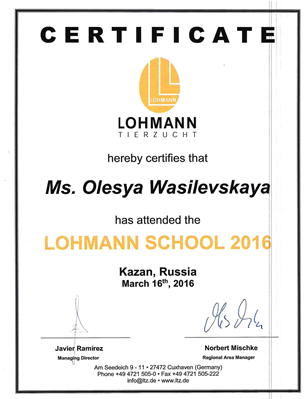 CERTIFICATE
LOHMANN
LOHMANN
TIERZUCHT
hereby certifies that
Ms. Olesya Wasilevskaya
has attended the
LOHMANN SCHOOL 2016
Kazan, Russia
March 16th, 2016
Javier Ramírez Norbert Mischke
Managing Director Regional Area Manager
Am Seedeich 9 - 11 • 27472 Cuxhaven (Germany)
Phone +49 4721 505-0 • Fax +49 4721 505-222
info@ltz.de • www.ltz.de